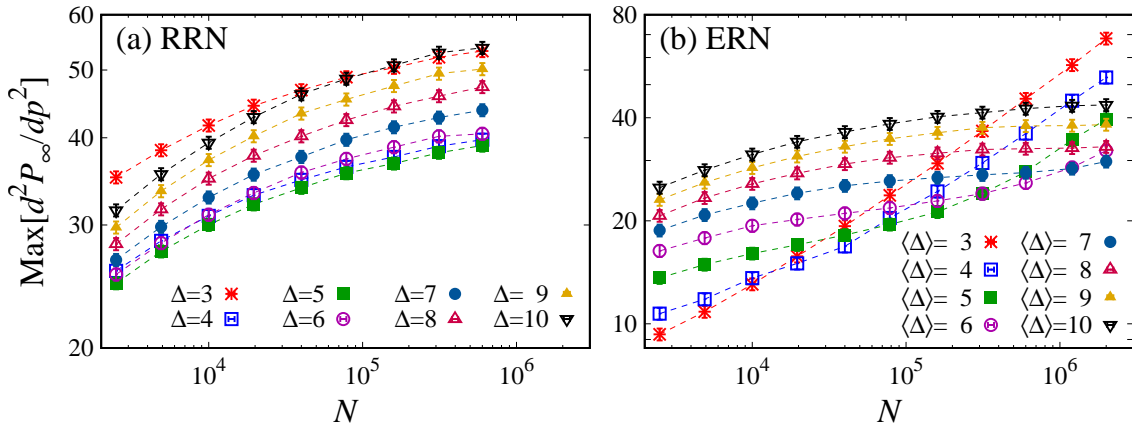 Max[d²P∞/dp²]
(a) RRN
60
50
40
30
20
10⁴ 10⁵ 10⁶
N
Δ=3 Δ=5 Δ=7 Δ= 9
Δ=4 Δ=6 Δ=8 Δ=10
(b) ERN
80
40
20
10
10⁴ 10⁵ 10⁶
N
⟨Δ⟩= 3 ⟨Δ⟩= 7
⟨Δ⟩= 4 ⟨Δ⟩= 8
⟨Δ⟩= 5 ⟨Δ⟩= 9
⟨Δ⟩= 6 ⟨Δ⟩=10